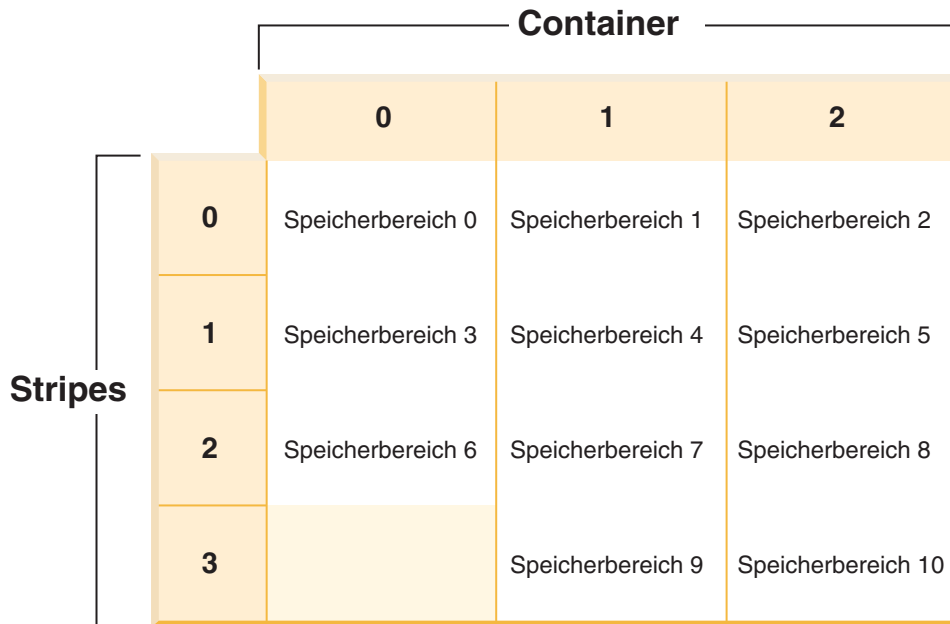 Container
0 1 2
0 Speicherbereich 0 Speicherbereich 1 Speicherbereich 2
1 Speicherbereich 3 Speicherbereich 4 Speicherbereich 5
Stripes
2 Speicherbereich 6 Speicherbereich 7 Speicherbereich 8
3 Speicherbereich 9 Speicherbereich 10